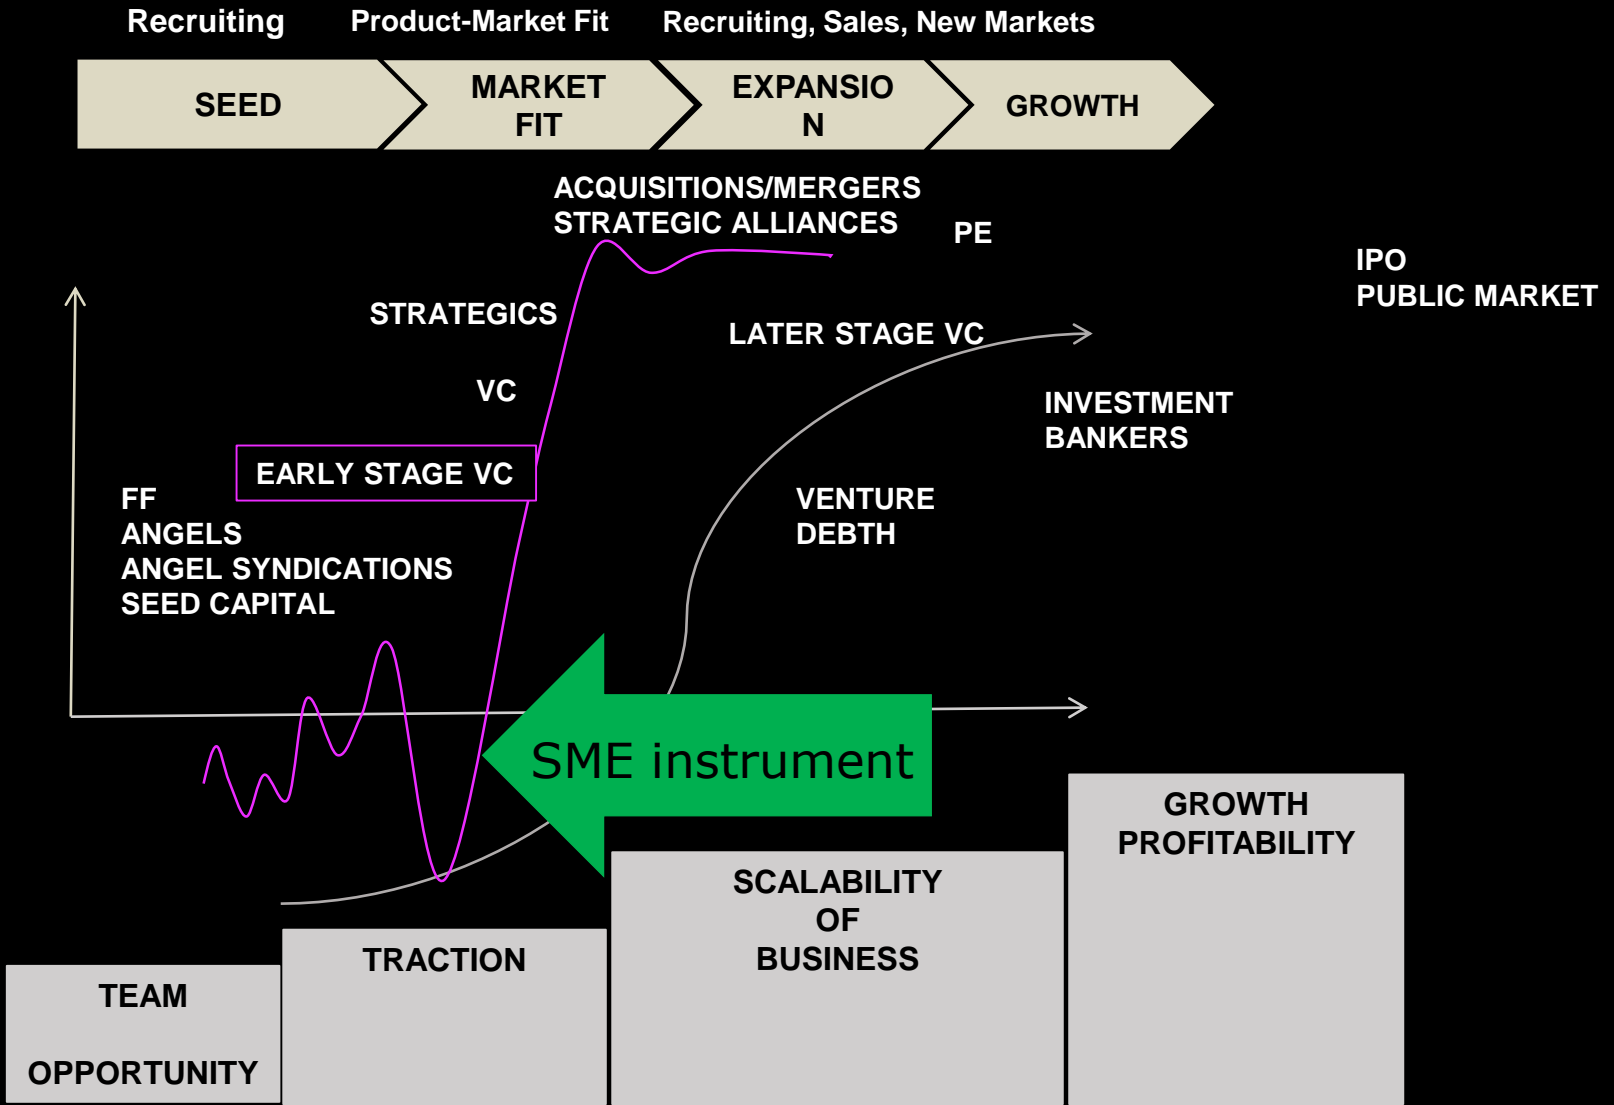 Recruiting
Product-Market Fit
Recruiting, Sales, New Markets
SEED
MARKET
FIT
EXPANSIO
N
GROWTH
ACQUISITIONS/MERGERS
STRATEGIC ALLIANCES
PE
IPO
PUBLIC MARKET
STRATEGICS
LATER STAGE VC
VC
INVESTMENT
BANKERS
EARLY STAGE VC
FF
ANGELS
ANGEL SYNDICATIONS
SEED CAPITAL
VENTURE
DEBTH
SME instrument
GROWTH
PROFITABILITY
SCALABILITY
OF
BUSINESS
TRACTION
TEAM
OPPORTUNITY